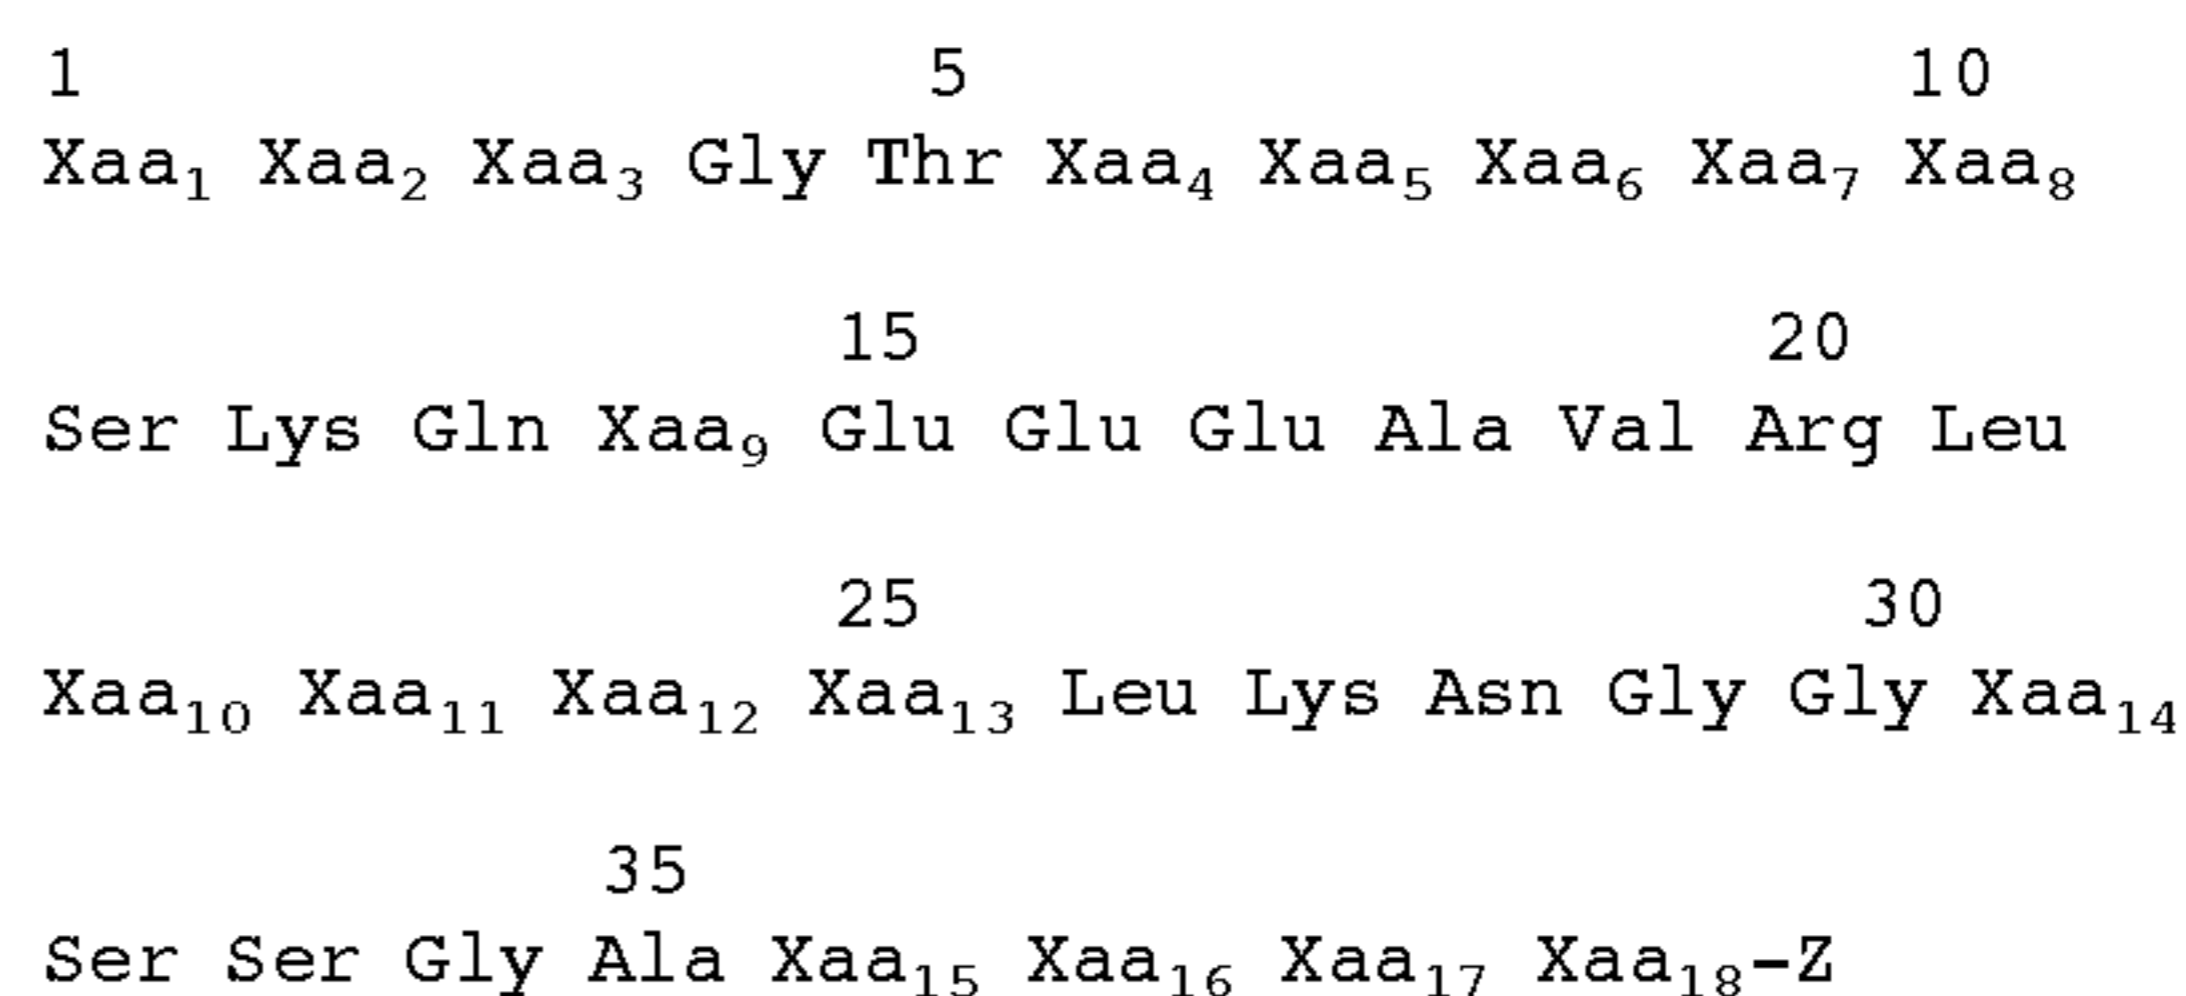 1 5 10
Xaa₁ Xaa₂ Xaa₃ Gly Thr Xaa₄ Xaa₅ Xaa₆ Xaa₇ Xaa₈
15 20
Ser Lys Gln Xaa₉ Glu Glu Glu Ala Val Arg Leu
25 30
Xaa₁₀ Xaa₁₁ Xaa₁₂ Xaa₁₃ Leu Lys Asn Gly Gly Xaa₁₄
35
Ser Ser Gly Ala Xaa₁₅ Xaa₁₆ Xaa₁₇ Xaa₁₈-Z